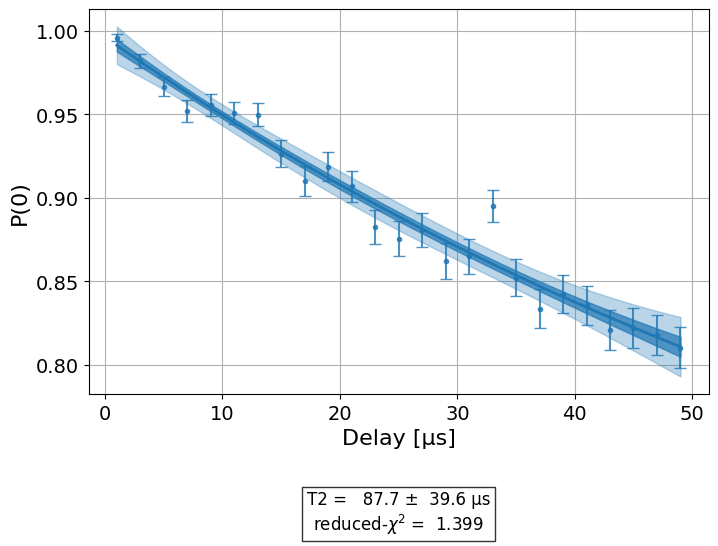 1.00
0.95
0.90
0.85
0.80
P(0)
0 10 20 30 40 50
Delay [µs]
T2 = 87.7 ± 39.6 µs
reduced-χ² = 1.399